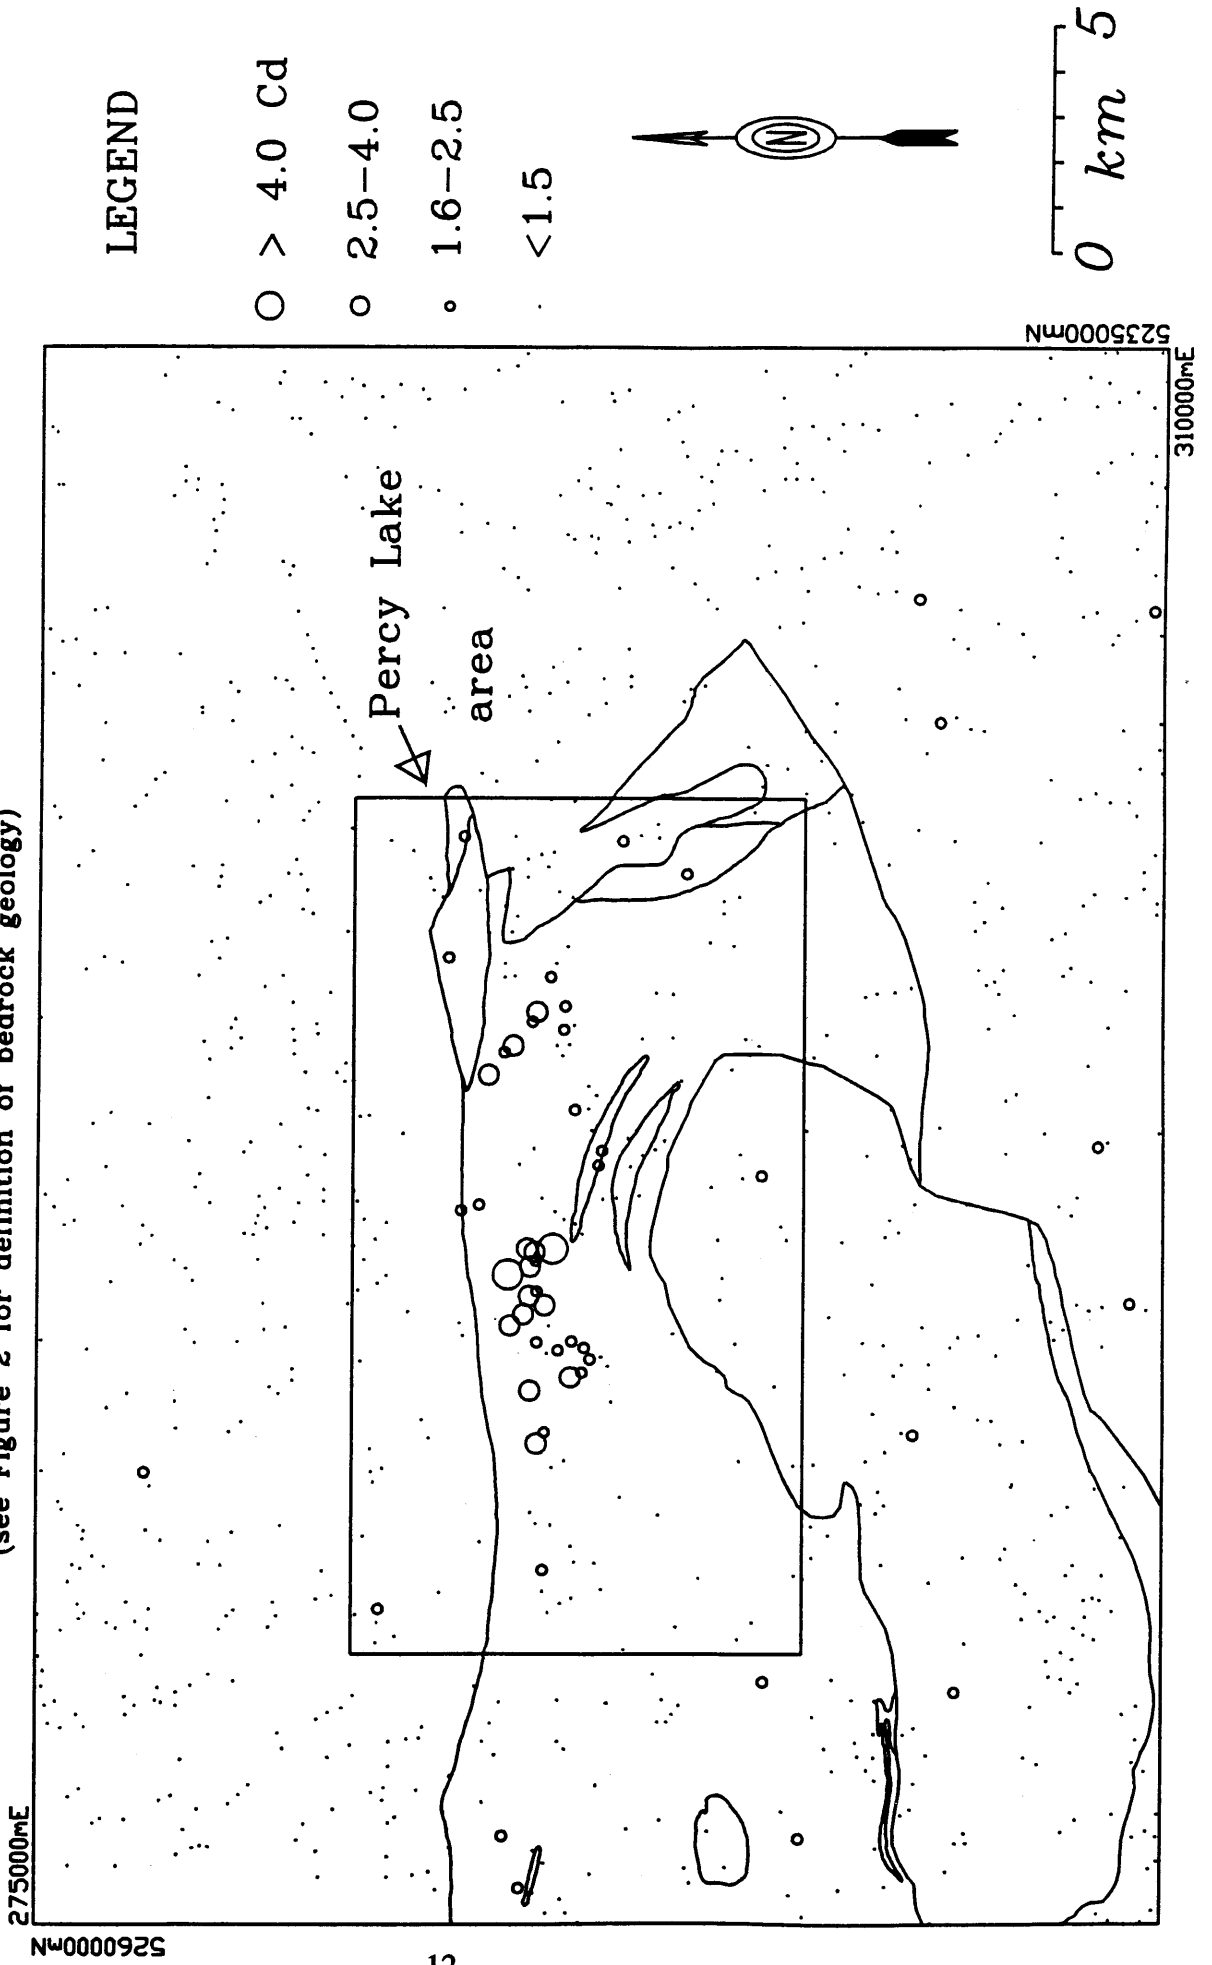 (see Figure 2 for definition of bedrock geology)
275000mE
5260000mN
Percy Lake
area
5235000mN
310000mE
LEGEND
> 4.0 Cd
2.5-4.0
1.6-2.5
<1.5
N
0 km 5
12